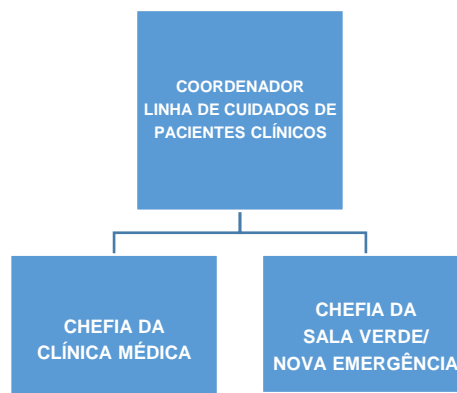 COORDENADOR
LINHA DE CUIDADOS DE
PACIENTES CLÍNICOS
CHEFIA DA
CLÍNICA MÉDICA
CHEFIA DA
SALA VERDE/
NOVA EMERGÊNCIA